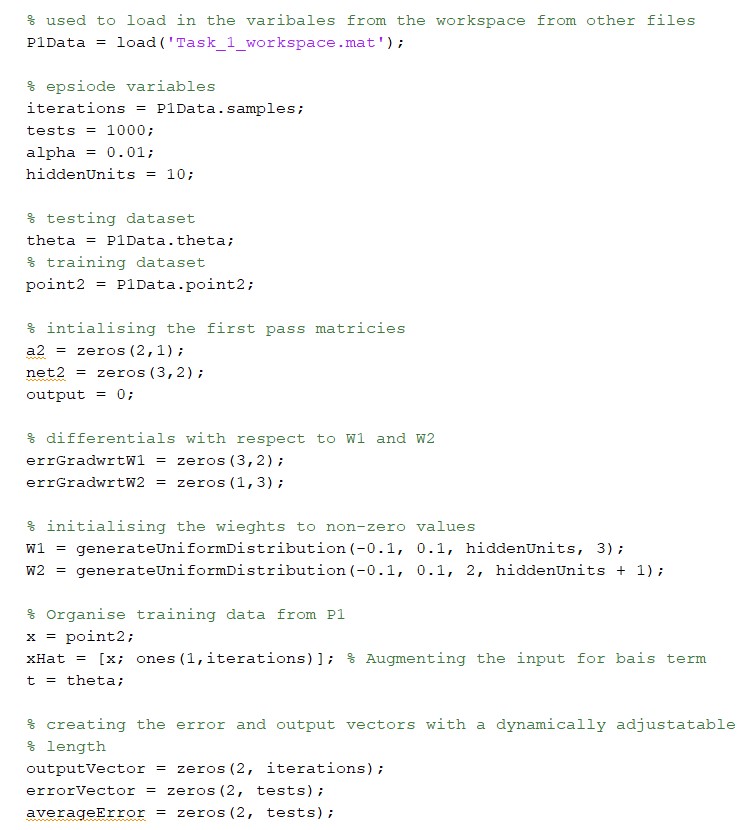 % used to load in the varibales from the workspace from other files
P1Data = load('Task_1_workspace.mat');
% epsiode variables
iterations = P1Data.samples;
tests = 1000;
alpha = 0.01;
hiddenUnits = 10;
% testing dataset
theta = P1Data.theta;
% training dataset
point2 = P1Data.point2;
% intialising the first pass matricies
a2 = zeros(2,1);
net2 = zeros(3,2);
output = 0;
% differentials with respect to W1 and W2
errGradwrtW1 = zeros(3,2);
errGradwrtW2 = zeros(1,3);
% initialising the wieghts to non-zero values
W1 = generateUniformDistribution(-0.1, 0.1, hiddenUnits, 3);
W2 = generateUniformDistribution(-0.1, 0.1, 2, hiddenUnits + 1);
% Organise training data from P1
x = point2;
xHat = [x; ones(1,iterations)]; % Augmenting the input for bais term
t = theta;
% creating the error and output vectors with a dynamically adjustatable
% length
outputVector = zeros(2, iterations);
errorVector = zeros(2, tests);
averageError = zeros(2, tests);